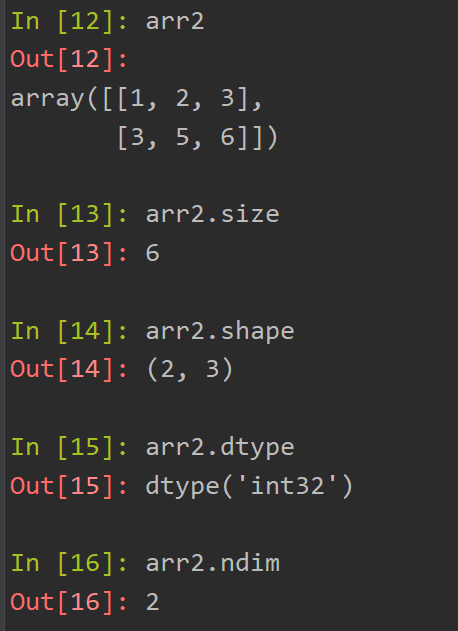 In [12]: arr2
Out[12]:
array([[1, 2, 3],
       [3, 5, 6]])
In [13]: arr2.size
Out[13]: 6
In [14]: arr2.shape
Out[14]: (2, 3)
In [15]: arr2.dtype
Out[15]: dtype('int32')
In [16]: arr2.ndim
Out[16]: 2